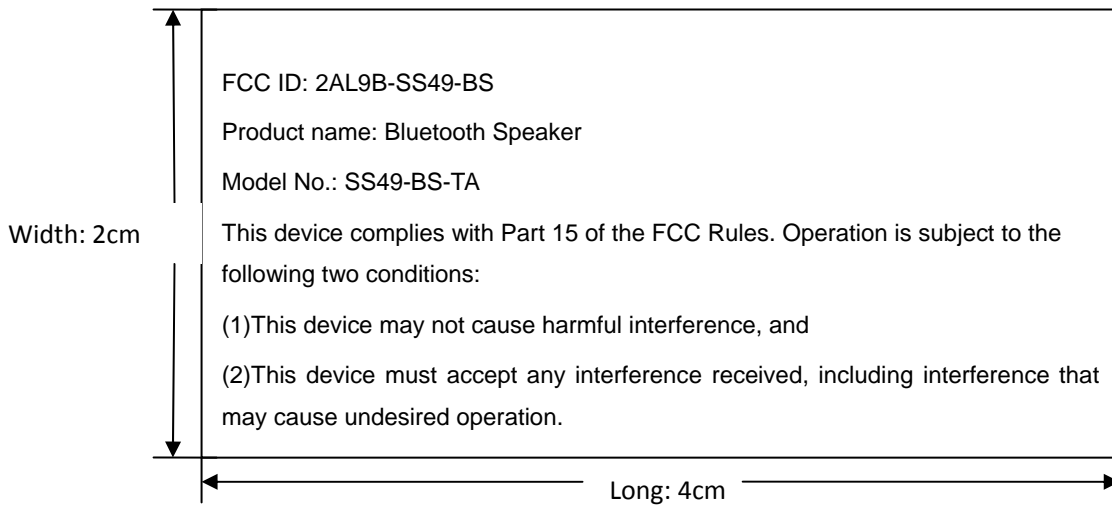 FCC ID: 2AL9B-SS49-BS
Product name: Bluetooth Speaker
Model No.: SS49-BS-TA
Width: 2cm
This device complies with Part 15 of the FCC Rules. Operation is subject to the
following two conditions:
(1)This device may not cause harmful interference, and
(2)This device must accept any interference received, including interference that
may cause undesired operation.
Long: 4cm